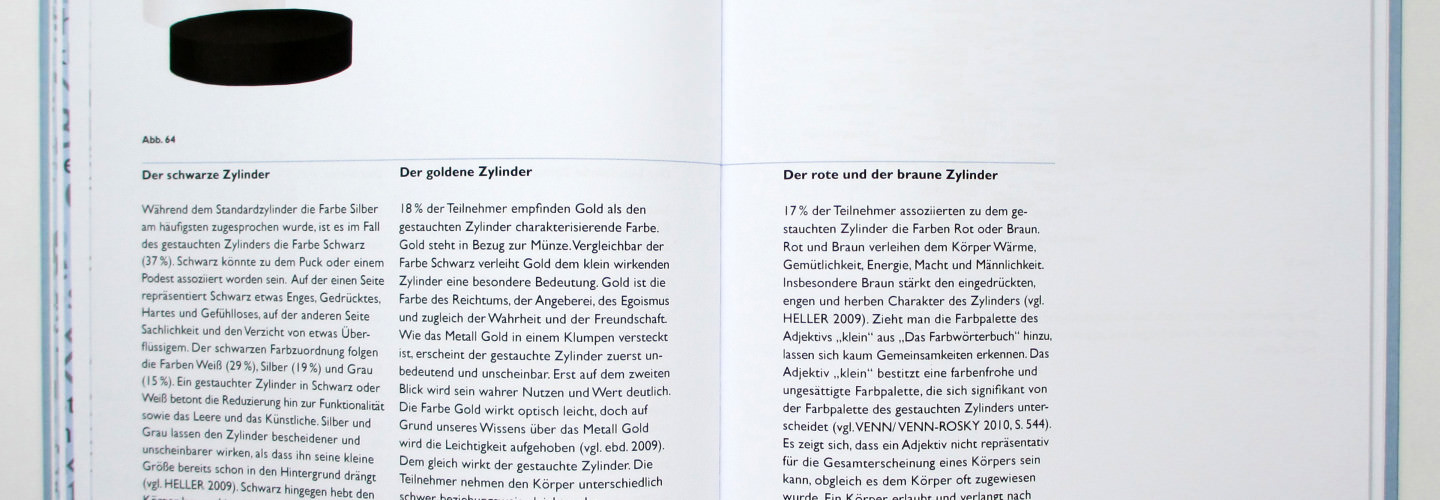 Abb. 64
Der schwarze Zylinder
Während dem Standardzylinder die Farbe Silber
am häufigsten zugesprochen wurde, ist es im Fall
des gestauchten Zylinders die Farbe Schwarz
(37 %). Schwarz könnte zu dem Puck oder einem
Podest assoziiert worden sein. Auf der einen Seite
repräsentiert Schwarz etwas Enges, Gedrücktes,
Hartes und Gefühlloses, auf der anderen Seite
Sachlichkeit und den Verzicht von etwas Über-
flüssigem. Der schwarzen Farbzuordnung folgen
die Farben Weiß (29 %), Silber (19 %) und Grau
(15 %). Ein gestauchter Zylinder in Schwarz oder
Weiß betont die Reduzierung hin zur Funktionalität
sowie das Leere und das Künstliche. Silber und
Grau lassen den Zylinder bescheidener und
unscheinbarer wirken, als dass ihn seine kleine
Größe bereits schon in den Hintergrund drängt
(vgl. HELLER 2009). Schwarz hingegen hebt den
Der goldene Zylinder
18 % der Teilnehmer empfinden Gold als den
gestauchten Zylinder charakterisierende Farbe.
Gold steht in Bezug zur Münze. Vergleichbar der
Farbe Schwarz verleiht Gold dem klein wirkenden
Zylinder eine besondere Bedeutung. Gold ist die
Farbe des Reichtums, der Angeberei, des Egoismus
und zugleich der Wahrheit und der Freundschaft.
Wie das Metall Gold in einem Klumpen versteckt
ist, erscheint der gestauchte Zylinder zuerst un-
bedeutend und unscheinbar. Erst auf dem zweiten
Blick wird sein wahrer Nutzen und Wert deutlich.
Die Farbe Gold wirkt optisch leicht, doch auf
Grund unseres Wissens über das Metall Gold
wird die Leichtigkeit aufgehoben (vgl. ebd. 2009).
Dem gleich wirkt der gestauchte Zylinder. Die
Teilnehmer nehmen den Körper unterschiedlich
Der rote und der braune Zylinder
17 % der Teilnehmer assoziierten zu dem ge-
stauchten Zylinder die Farben Rot oder Braun.
Rot und Braun verleihen dem Körper Wärme,
Gemütlichkeit, Energie, Macht und Männlichkeit.
Insbesondere Braun stärkt den eingedrückten,
engen und herben Charakter des Zylinders (vgl.
HELLER 2009). Zieht man die Farbpalette des
Adjektivs „klein“ aus „Das Farbwörterbuch“ hinzu,
lassen sich kaum Gemeinsamkeiten erkennen. Das
Adjektiv „klein“ bestitzt eine farbenfrohe und
ungesättigte Farbpalette, die sich signifikant von
der Farbpalette des gestauchten Zylinders unter-
scheidet (vgl. VENN/ VENN-ROSKY 2010, S. 544).
Es zeigt sich, dass ein Adjektiv nicht repräsentativ
für die Gesamterscheinung eines Körpers sein
kann, obgleich es dem Körper oft zugewiesen
wurde. Ein Körper erlaubt und verlangt nach